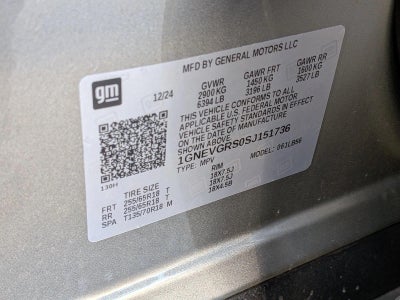 gm
MFD BY GENERAL MOTORS LLC
12/24
GVWR GAWR FRT GAWR RR
2900 KG 1450 KG 1600 KG
6394 LB 3196 LB 3527 LB
THIS VEHICLE CONFORMS TO ALL APPLICABLE U.S. FEDERAL MOTOR
VEHICLE SAFETY STANDARDS IN EFFECT
ON THE DATE OF MANUFACTURE
SHOWN ABOVE
1GNEVGRS0SJ151736
TYPE: MPV MODEL:
130H
TIRE SIZE RIM
FRT 255/65R18 T 18X7.5J
RR 255/65R18 T 18X7.5J
SPA T135/70R18 M 18X4.5B